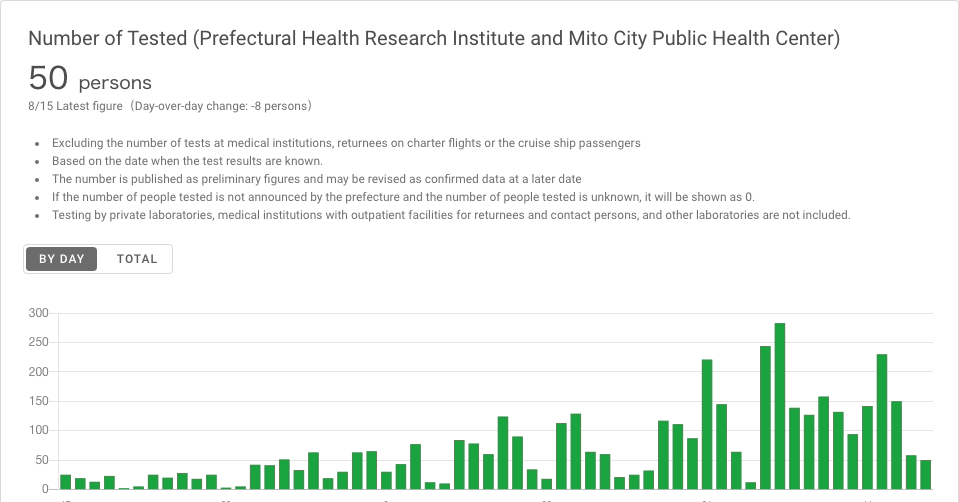 Number of Tested (Prefectural Health Research Institute and Mito City Public Health Center)
50 persons
8/15 Latest figure（Day-over-day change: -8 persons）
Excluding the number of tests at medical institutions, returnees on charter flights or the cruise ship passengers
Based on the date when the test results are known.
The number is published as preliminary figures and may be revised as confirmed data at a later date
If the number of people tested is not announced by the prefecture and the number of people tested is unknown, it will be shown as 0.
Testing by private laboratories, medical institutions with outpatient facilities for returnees and contact persons, and other laboratories are not included.
BY DAY TOTAL
300
250
200
150
100
50
0